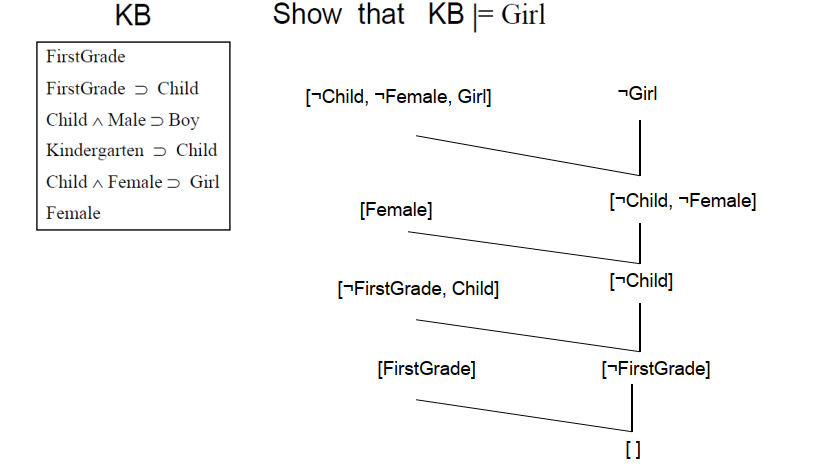 KB
Show that KB |= Girl
FirstGrade
FirstGrade ⊃ Child
Child ∧ Male ⊃ Boy
Kindergarten ⊃ Child
Child ∧ Female ⊃ Girl
Female
[¬Child, ¬Female, Girl]
¬Girl
[Female]
[¬Child, ¬Female]
[¬FirstGrade, Child]
[¬Child]
[FirstGrade]
[¬FirstGrade]
[ ]